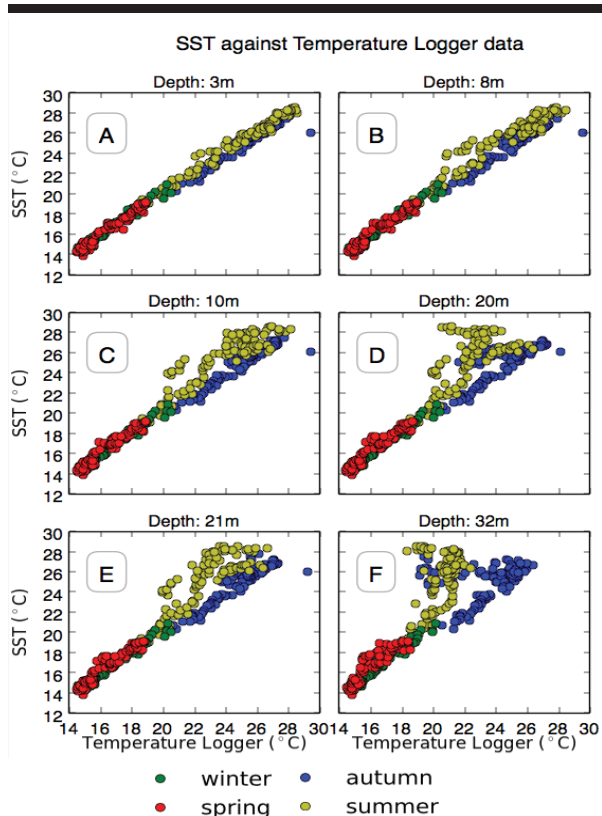 SST against Temperature Logger data
Depth: 3m
Depth: 8m
30
28
26
24
22
20
18
16
14
12
SST (°C)
A
B
Depth: 10m
Depth: 20m
30
28
26
24
22
20
18
16
14
12
SST (°C)
C
D
Depth: 21m
Depth: 32m
30
28
26
24
22
20
18
16
14
12
SST (°C)
E
F
14 16 18 20 22 24 26 28 30
14 16 18 20 22 24 26 28 30
Temperature Logger (°C)
Temperature Logger (°C)
winter
autumn
spring
summer